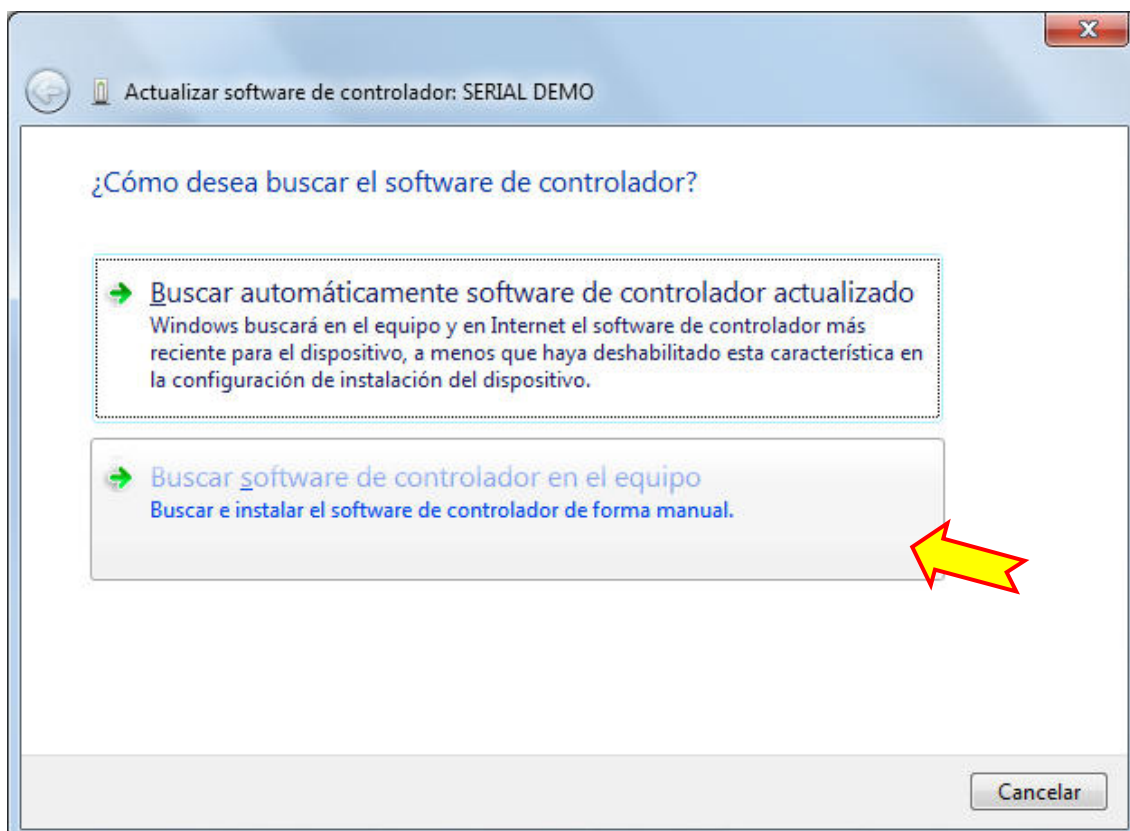 Actualizar software de controlador: SERIAL DEMO
¿Cómo desea buscar el software de controlador?
Buscar automáticamente software de controlador actualizado
Windows buscará en el equipo y en Internet el software de controlador más
reciente para el dispositivo, a menos que haya deshabilitado esta característica en
la configuración de instalación del dispositivo.
Buscar software de controlador en el equipo
Buscar e instalar el software de controlador de forma manual.
Cancelar